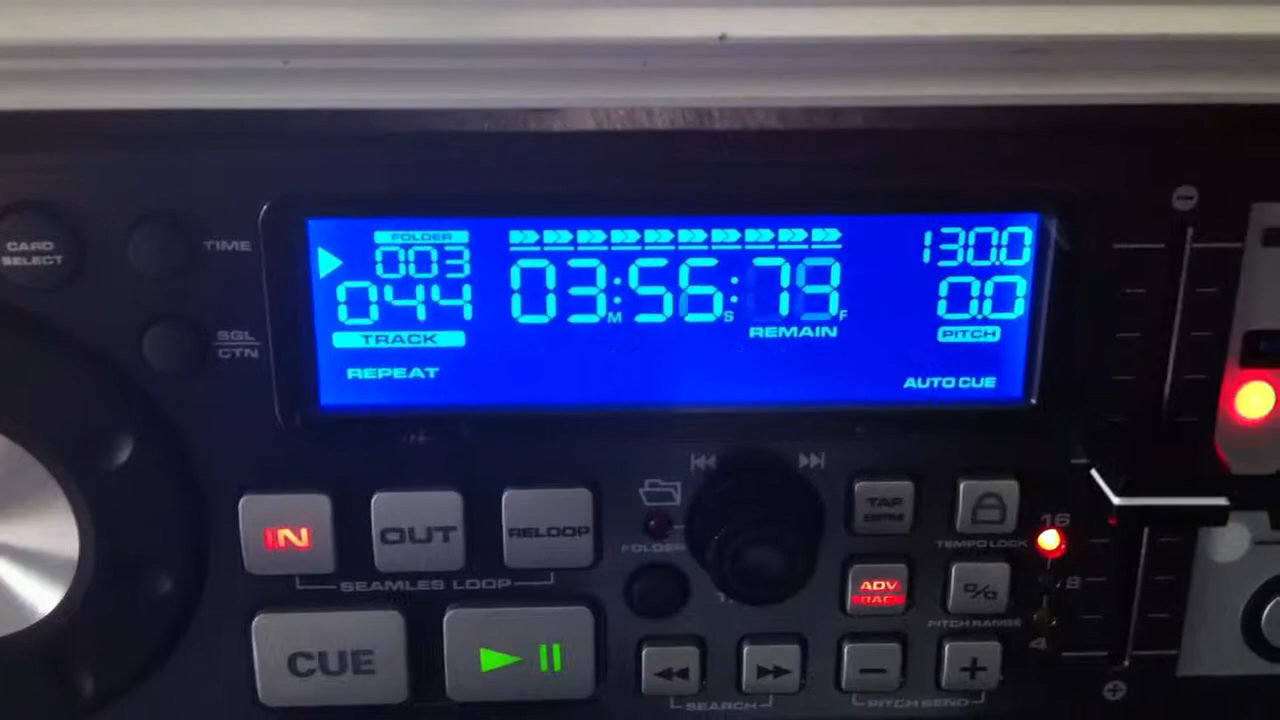 CARD
SELECT
TIME
SGL
CTN
FOLDER
003
044
TRACK
REPEAT
03:56:
M
S
F
REMAIN
130.0
0.0
PITCH
AUTO CUE
IN
OUT
RELOOP
SEAMLES LOOP
CUE
FOLDER
TAP
BPM
TEMPO LOCK
ADV
%
PITCH RANGE
16
8
4
SEARCH
PITCH BEND